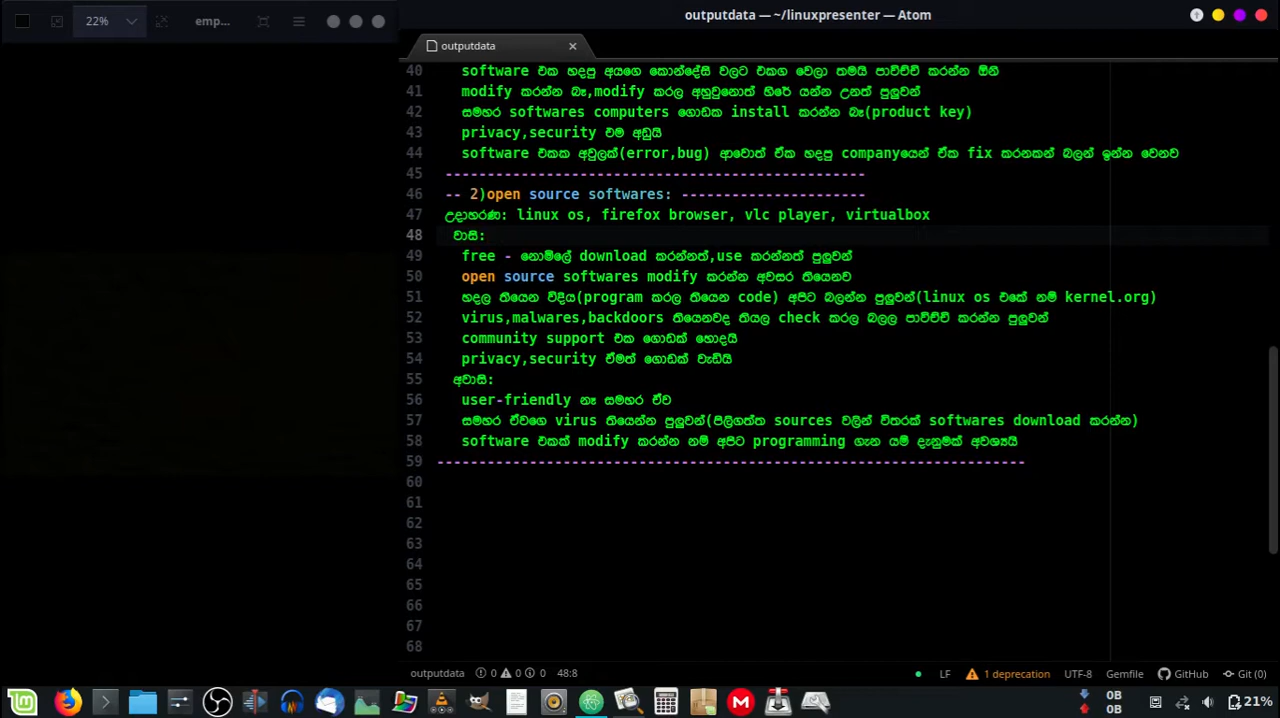 22%
emp...
outputdata — ~/linuxpresenter — Atom
outputdata
40 software එක හදපු අයගෙ කොන්දේසි වලට එකඟ වෙලා තමයි පාවිච්චි කරන්න ඕනි
41 modify කරන්න බෑ,modify කරල අහුවුනොත් හිරේ යන්න උනත් පුලුවන්
42 සමහර softwares computers ගොඩක install කරන්න බෑ(product key)
43 privacy,security එම අඩුයි
44 software එකක අවුලක්(error,bug) ආවොත් ඒක හදපු companyයෙන් ඒක fix කරනකන් බලන් ඉන්න වෙනව
45 --------------------------------------------------
46 -- 2)open source softwares: ----------------------
47 උදාහරණ: linux os, firefox browser, vlc player, virtualbox
48 වාසි:
49 free - නොමිලේ download කරන්නත්,use කරන්නත් පුලුවන්
50 open source softwares modify කරන්න අවසර තියෙනව
51 හදල තියෙන විදිය(program කරල තියෙන code) අපිට බලන්න පුලුවන්(linux os එකේ නම් kernel.org)
52 virus,malwares,backdoors තියෙනවද තියල check කරල බලල පාවිච්චි කරන්න පුලුවන්
53 community support එක ගොඩක් හොදයි
54 privacy,security ඒමත් ගොඩක් වැඩියි
55 අවාසි:
56 user-friendly නෑ සමහර ඒව
57 සමහර ඒවගෙ virus තියෙන්න පුලුවන්(පිලිගත්ත sources වලින් විතරක් softwares download කරන්න)
58 software එකක් modify කරන්න නම් අපිට programming ගැන යම් දැනුමක් අවශ්‍යයි
59 ----------------------------------------------------------------------
60
61
62
63
64
65
66
67
68
outputdata 0 0 0 48:8
LF 1 deprecation UTF-8 Gemfile GitHub Git (0)
0B
0B
21%